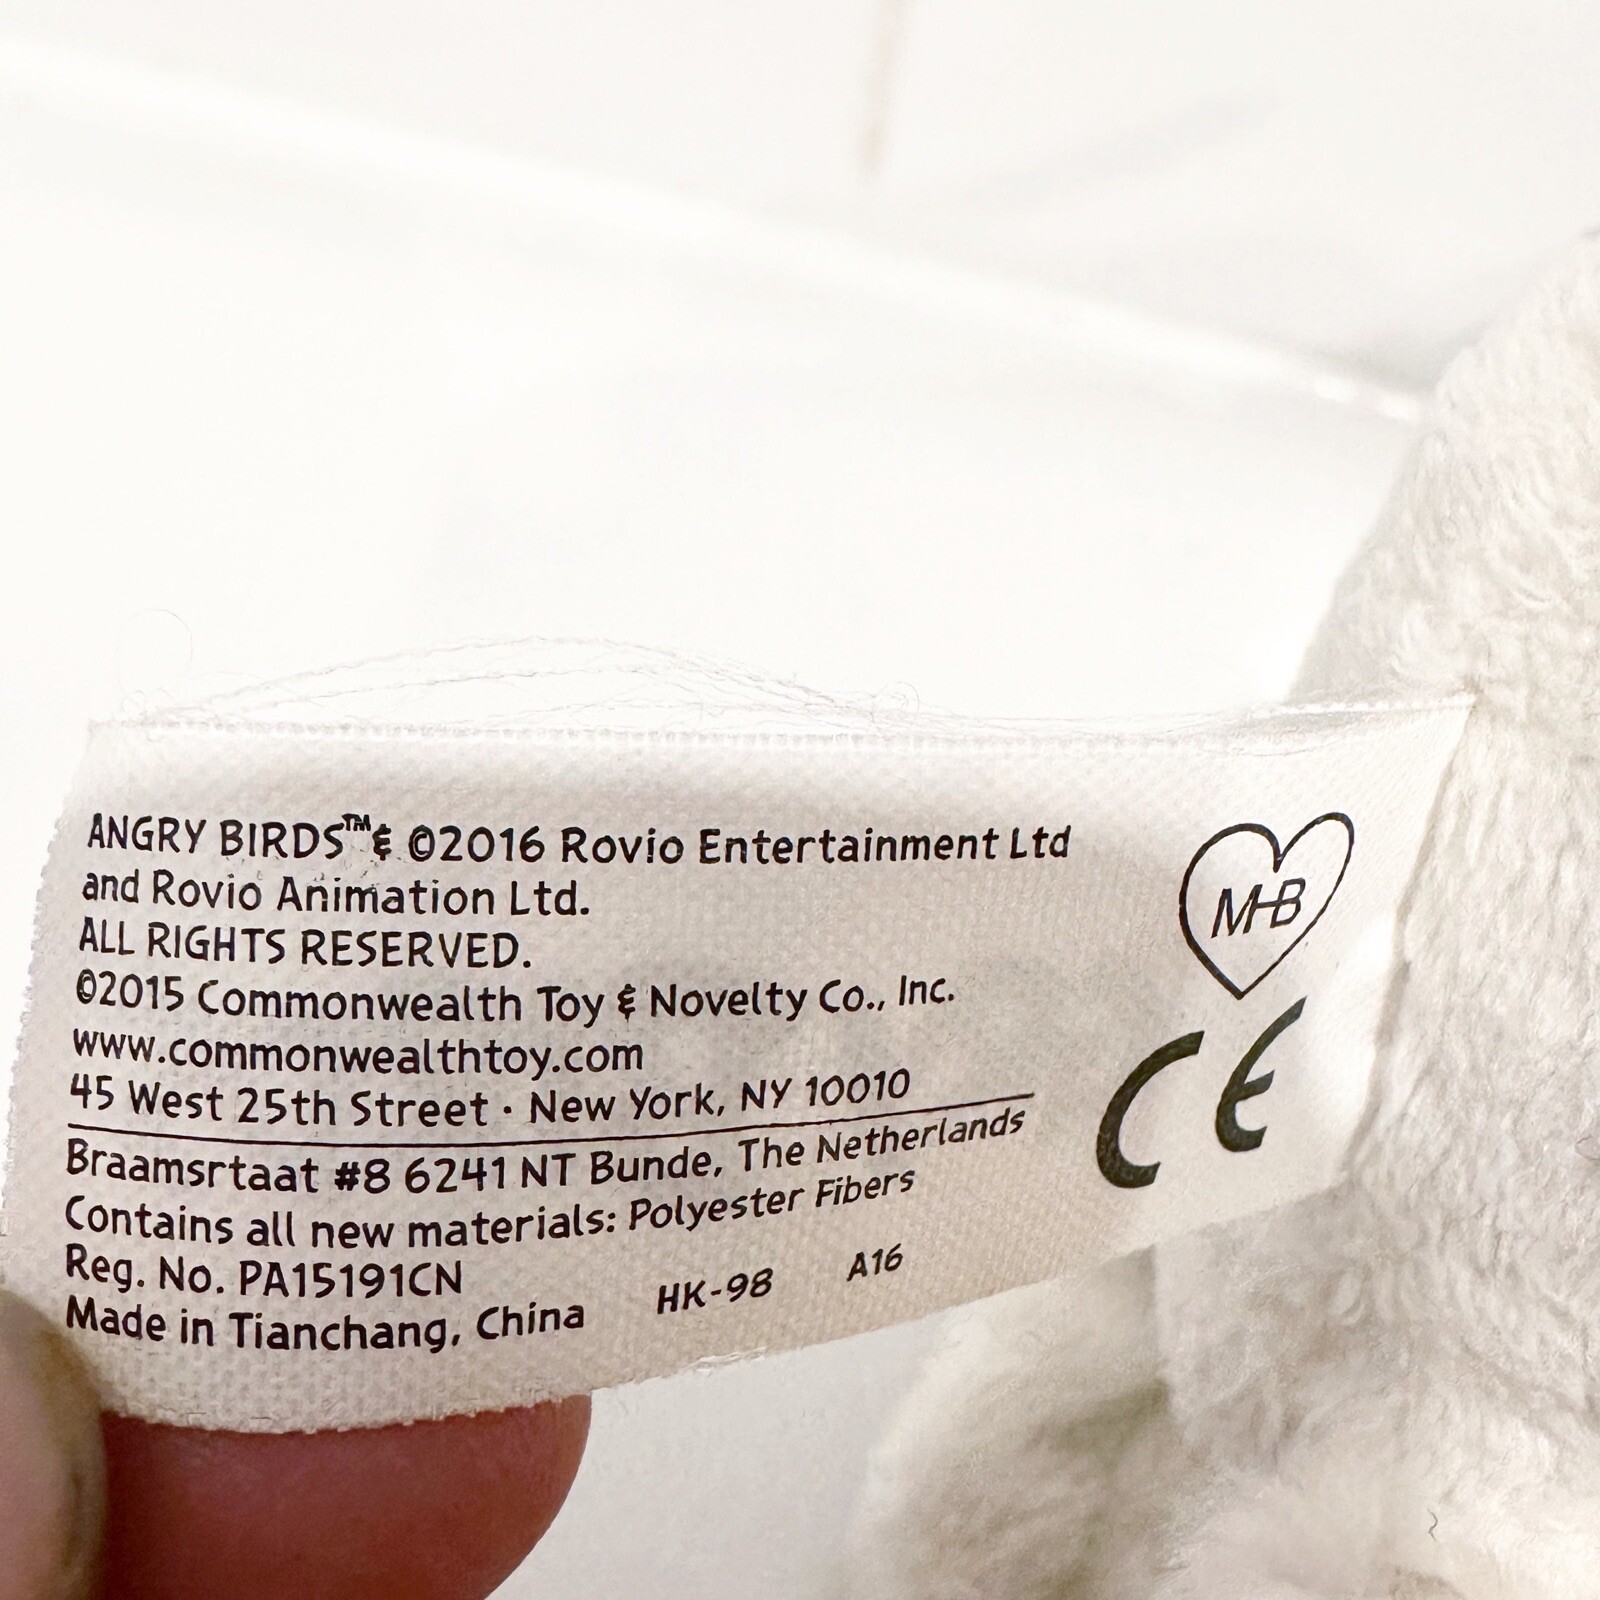 ANGRY BIRDS™ & ©2016 Rovio Entertainment Ltd
and Rovio Animation Ltd.
ALL RIGHTS RESERVED.
©2015 Commonwealth Toy & Novelty Co., Inc.
www.commonwealthtoy.com
45 West 25th Street · New York, NY 10010
Braamsrtaat #8 6241 NT Bunde, The Netherlands
Contains all new materials: Polyester Fibers
Reg. No. PA15191CN
Made in Tianchang, China HK-98 A16
MHB
CE